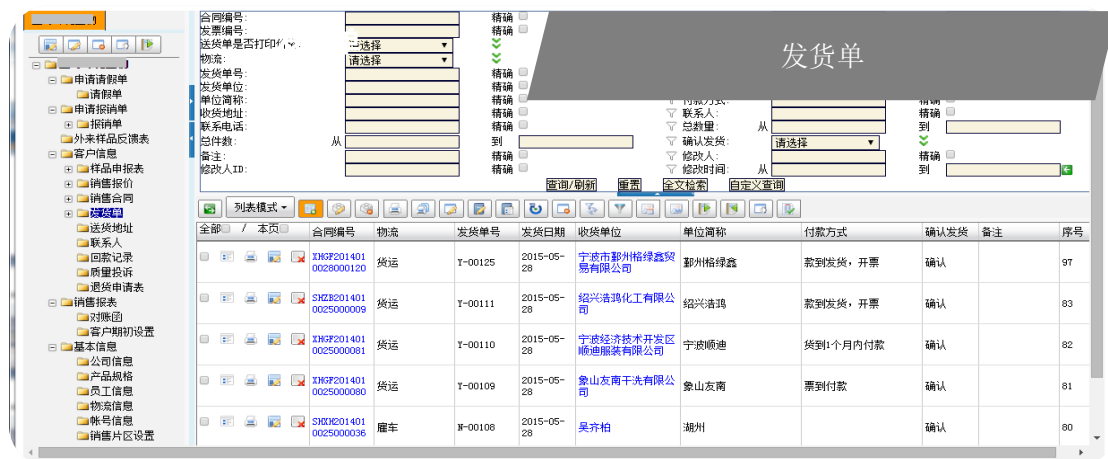 发货单
合同编号: 精确
发票编号: 精确
送货单是否打印 请选择
物流: 请选择
发货单号: 精确
发货单位: 精确
单位简称: 精确 付款方式: 精确
收货地址: 精确 联系人: 精确
联系电话: 精确 总数量: 从 到
总件数: 从 到 确认发货: 请选择
备注: 精确 修改人: 精确
修改人ID: 精确 修改时间: 从 到
查询/刷新 重置 全文检索 自定义查询
申请请假单
请假单
申请报销单
报销单
外来样品反馈表
客户信息
样品申报表
销售报价
销售合同
发货单
送货地址
联系人
回款记录
质量投诉
退货申请表
销售报表
对账函
客户期初设置
基本信息
公司信息
产品规格
员工信息
物流信息
帐号信息
销售片区设置
列表模式
全部 / 本页 合同编号 物流 发货单号 发货日期 收货单位 单位简称 付款方式 确认发货 备注 序号
XHGF201401 2015-05- 宁波市鄞州格绿鑫贸
0028000120 货运 Y-00125 28 易有限公司 鄞州格绿鑫 款到发货，开票 确认 97
SHZB201401 2015-05- 绍兴浩鸿化工有限公
0025000009 货运 Y-00111 28 司 绍兴浩鸿 款到发货，开票 确认 83
XHGF201401 2015-05- 宁波经济技术开发区
0025000081 货运 Y-00110 28 顺迪服装有限公司 宁波顺迪 货到1个月内付款 确认 82
XHGF201401 2015-05- 象山友南干洗有限公
0025000080 货运 Y-00109 28 司 象山友南 票到付款 确认 81
SHXH201401 2015-05-
0025000036 雇车 N-00108 28 吴齐柏 湖州 确认 80